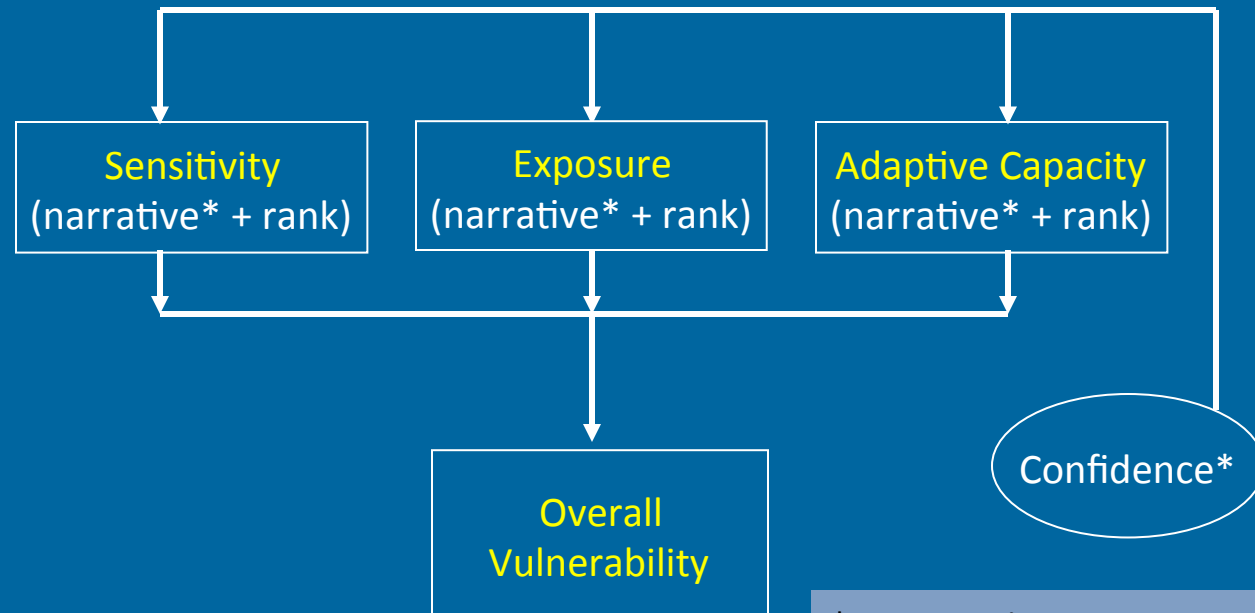 Sensitivity
(narrative* + rank)
Exposure
(narrative* + rank)
Adaptive Capacity
(narrative* + rank)
Confidence*
Overall
Vulnerability